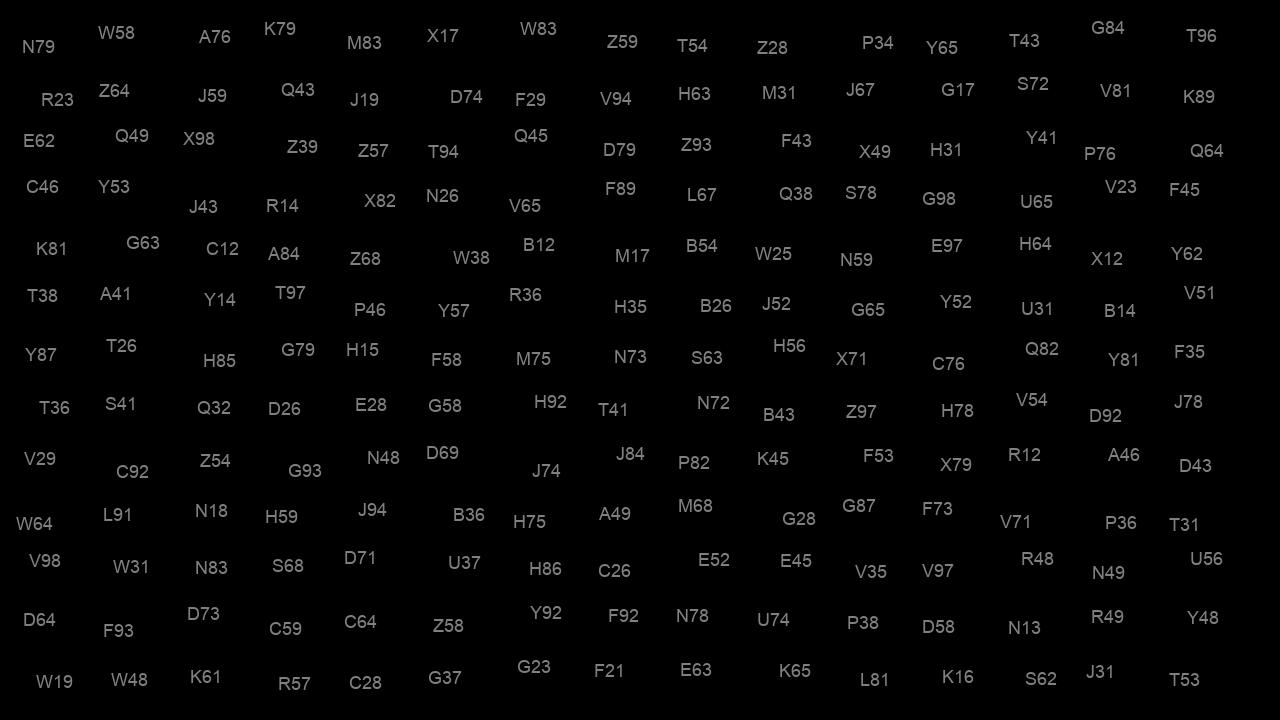 N79 W58 A76 K79 M83 X17 W83 Z59 T54 Z28 P34 Y65 T43 G84 T96
R23 Z64 J59 Q43 J19 D74 F29 V94 H63 M31 J67 G17 S72 V81 K89
E62 Q49 X98 Z39 Z57 T94 Q45 D79 Z93 F43 X49 H31 Y41 P76 Q64
C46 Y53 J43 R14 X82 N26 V65 F89 L67 Q38 S78 G98 U65 V23 F45
K81 G63 C12 A84 Z68 W38 B12 M17 B54 W25 N59 E97 H64 X12 Y62
T38 A41 Y14 T97 P46 Y57 R36 H35 B26 J52 G65 Y52 U31 B14 V51
Y87 T26 H85 G79 H15 F58 M75 N73 S63 H56 X71 C76 Q82 Y81 F35
T36 S41 Q32 D26 E28 G58 H92 T41 N72 B43 Z97 H78 V54 D92 J78
V29 C92 Z54 G93 N48 D69 J74 J84 P82 K45 F53 X79 R12 A46 D43
W64 L91 N18 H59 J94 B36 H75 A49 M68 G28 G87 F73 V71 P36 T31
V98 W31 N83 S68 D71 U37 H86 C26 E52 E45 V35 V97 R48 N49 U56
D64 F93 D73 C59 C64 Z58 Y92 F92 N78 U74 P38 D58 N13 R49 Y48
W19 W48 K61 R57 C28 G37 G23 F21 E63 K65 L81 K16 S62 J31 T53